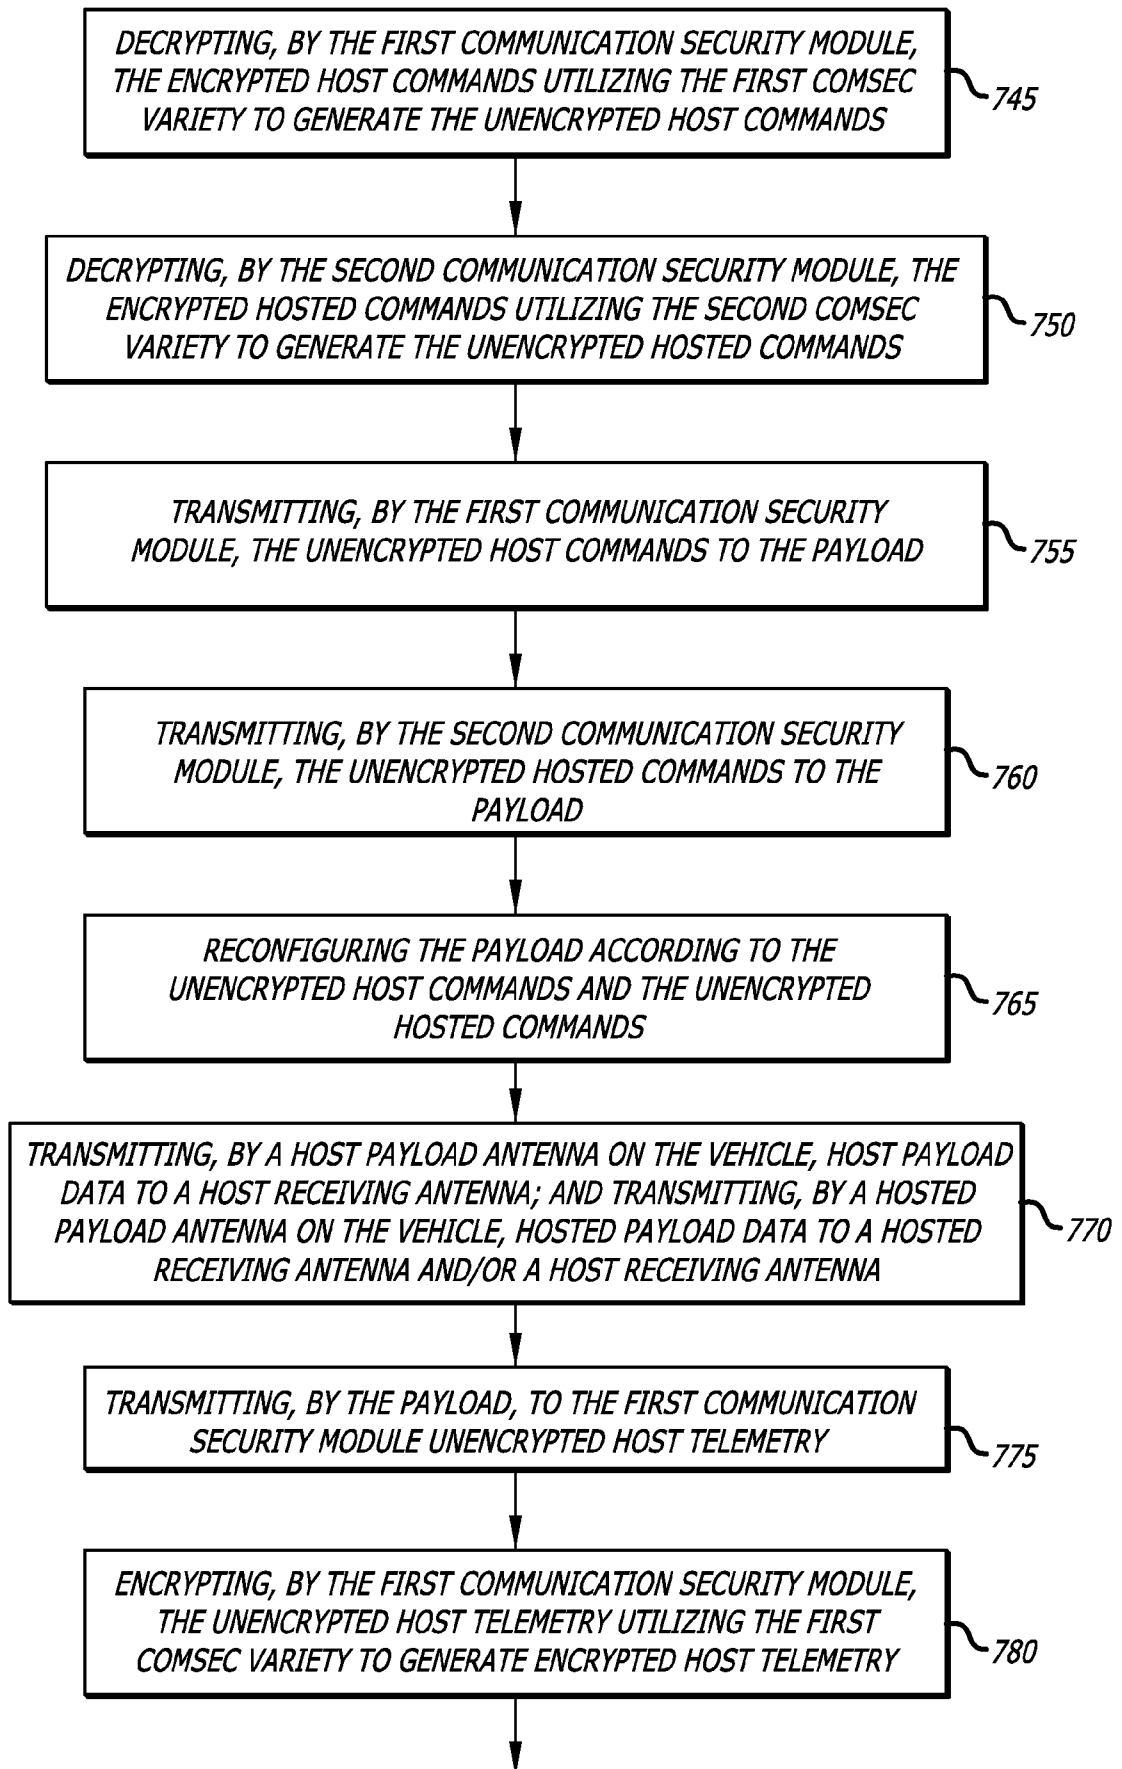 DECRYPTING, BY THE FIRST COMMUNICATION SECURITY MODULE,
THE ENCRYPTED HOST COMMANDS UTILIZING THE FIRST COMSEC
VARIETY TO GENERATE THE UNENCRYPTED HOST COMMANDS
745
DECRYPTING, BY THE SECOND COMMUNICATION SECURITY MODULE, THE
ENCRYPTED HOSTED COMMANDS UTILIZING THE SECOND COMSEC
VARIETY TO GENERATE THE UNENCRYPTED HOSTED COMMANDS
750
TRANSMITTING, BY THE FIRST COMMUNICATION SECURITY
MODULE, THE UNENCRYPTED HOST COMMANDS TO THE PAYLOAD
755
TRANSMITTING, BY THE SECOND COMMUNICATION SECURITY
MODULE, THE UNENCRYPTED HOSTED COMMANDS TO THE
PAYLOAD
760
RECONFIGURING THE PAYLOAD ACCORDING TO THE
UNENCRYPTED HOST COMMANDS AND THE UNENCRYPTED
HOSTED COMMANDS
765
TRANSMITTING, BY A HOST PAYLOAD ANTENNA ON THE VEHICLE, HOST PAYLOAD
DATA TO A HOST RECEIVING ANTENNA; AND TRANSMITTING, BY A HOSTED
PAYLOAD ANTENNA ON THE VEHICLE, HOSTED PAYLOAD DATA TO A HOSTED
RECEIVING ANTENNA AND/OR A HOST RECEIVING ANTENNA
770
TRANSMITTING, BY THE PAYLOAD, TO THE FIRST COMMUNICATION
SECURITY MODULE UNENCRYPTED HOST TELEMETRY
775
ENCRYPTING, BY THE FIRST COMMUNICATION SECURITY MODULE,
THE UNENCRYPTED HOST TELEMETRY UTILIZING THE FIRST
COMSEC VARIETY TO GENERATE ENCRYPTED HOST TELEMETRY
780